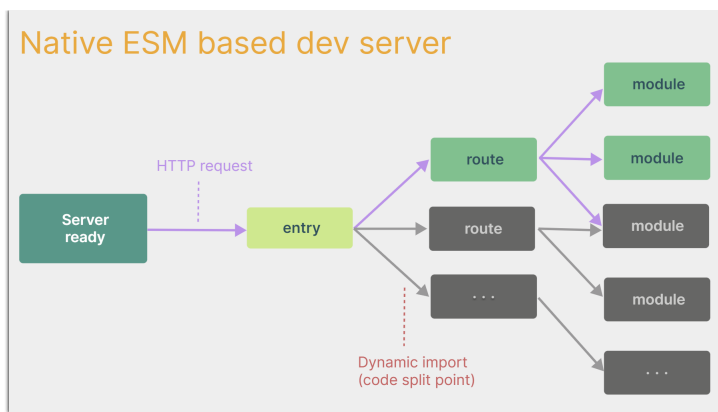 Native ESM based dev server
HTTP request
Server
ready
entry
route
route
· · ·
module
module
module
module
· · ·
Dynamic import
(code split point)